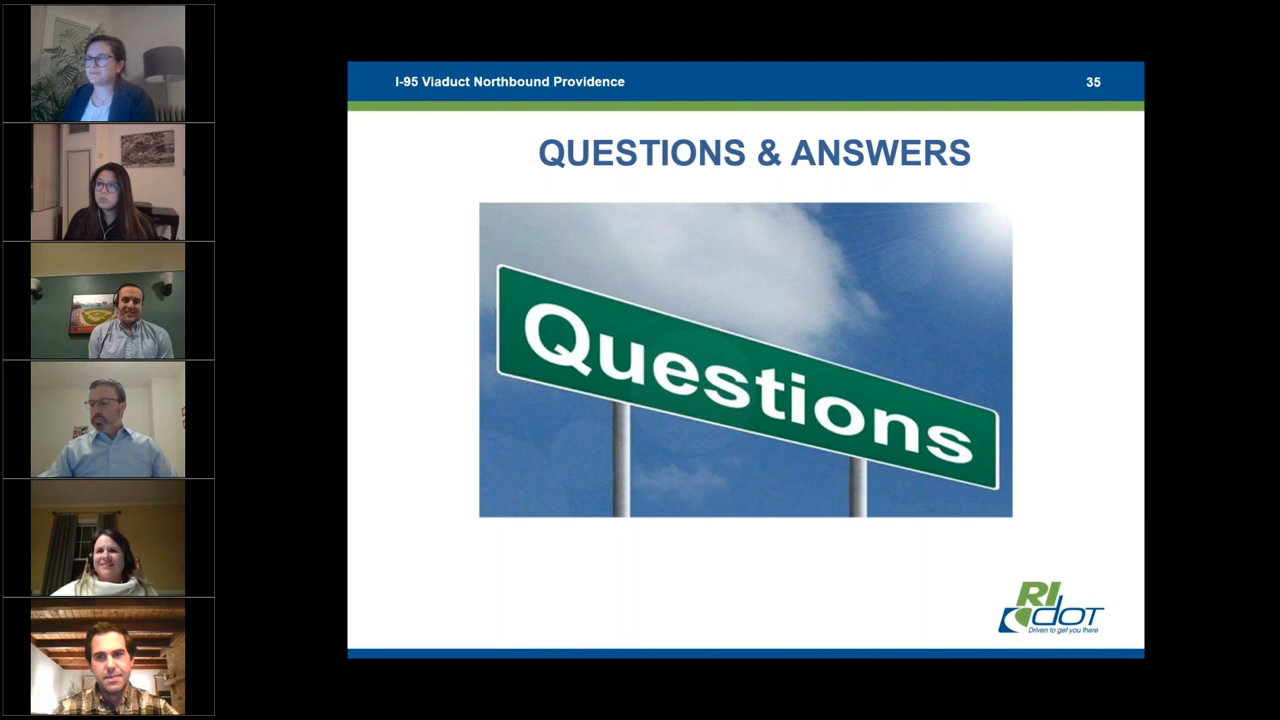 I-95 Viaduct Northbound Providence
35
QUESTIONS & ANSWERS
Questions
RI
DOT
Driven to get you there